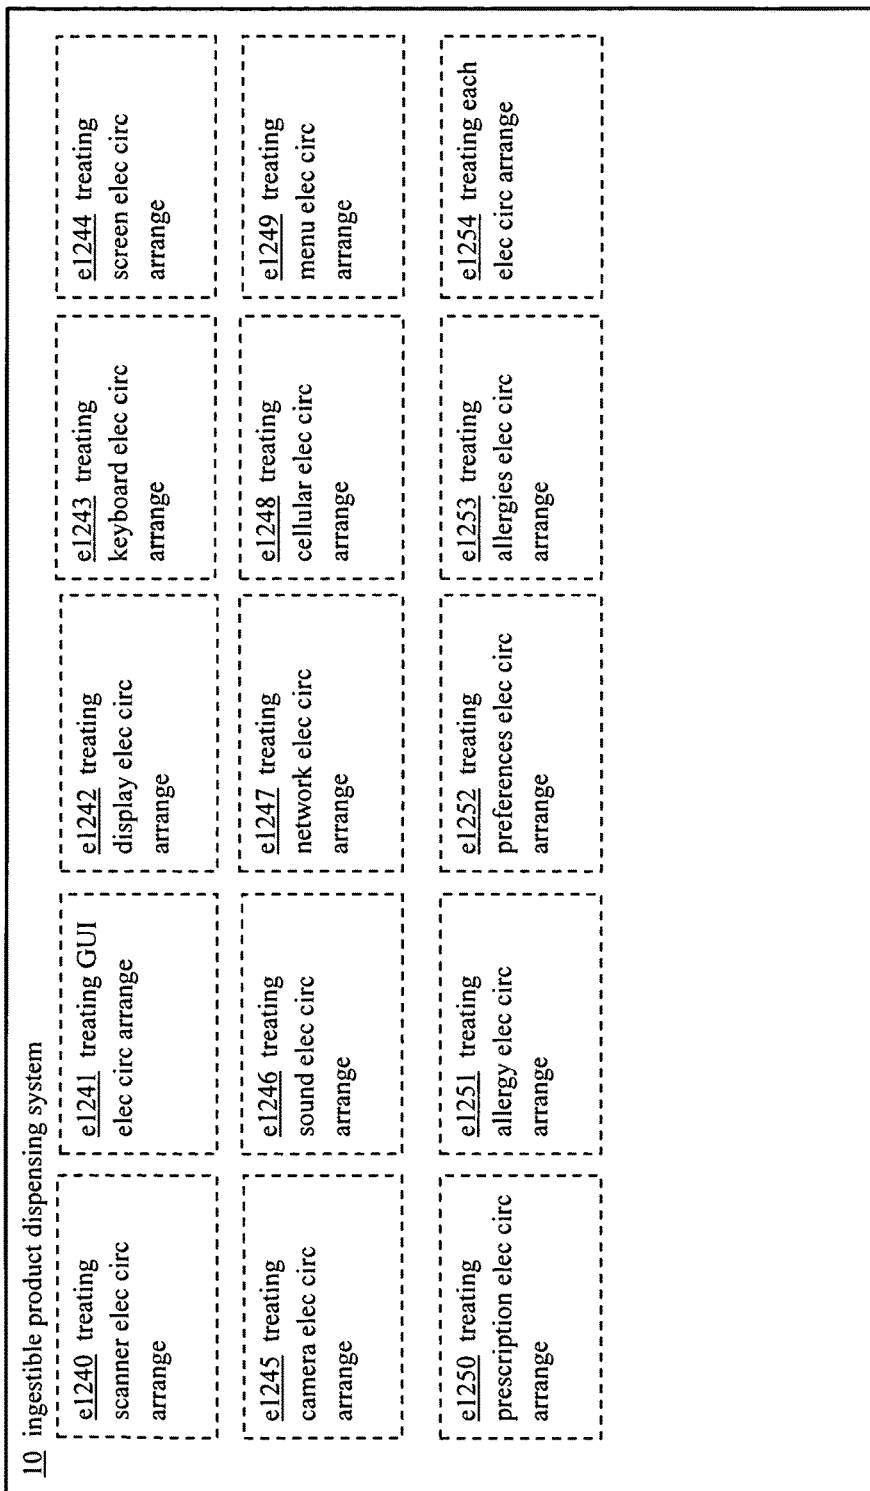 10 ingestible product dispensing system
e1240 treating
scanner elec circ
arrange
e1241 treating GUI
elec circ arrange
e1242 treating
display elec circ
arrange
e1243 treating
keyboard elec circ
arrange
e1244 treating
screen elec circ
arrange
e1245 treating
camera elec circ
arrange
e1246 treating
sound elec circ
arrange
e1247 treating
network elec circ
arrange
e1248 treating
cellular elec circ
arrange
e1249 treating
menu elec circ
arrange
e1250 treating
prescription elec circ
arrange
e1251 treating
allergy elec circ
arrange
e1252 treating
preferences elec circ
arrange
e1253 treating
allergies elec circ
arrange
e1254 treating each
elec circ arrange